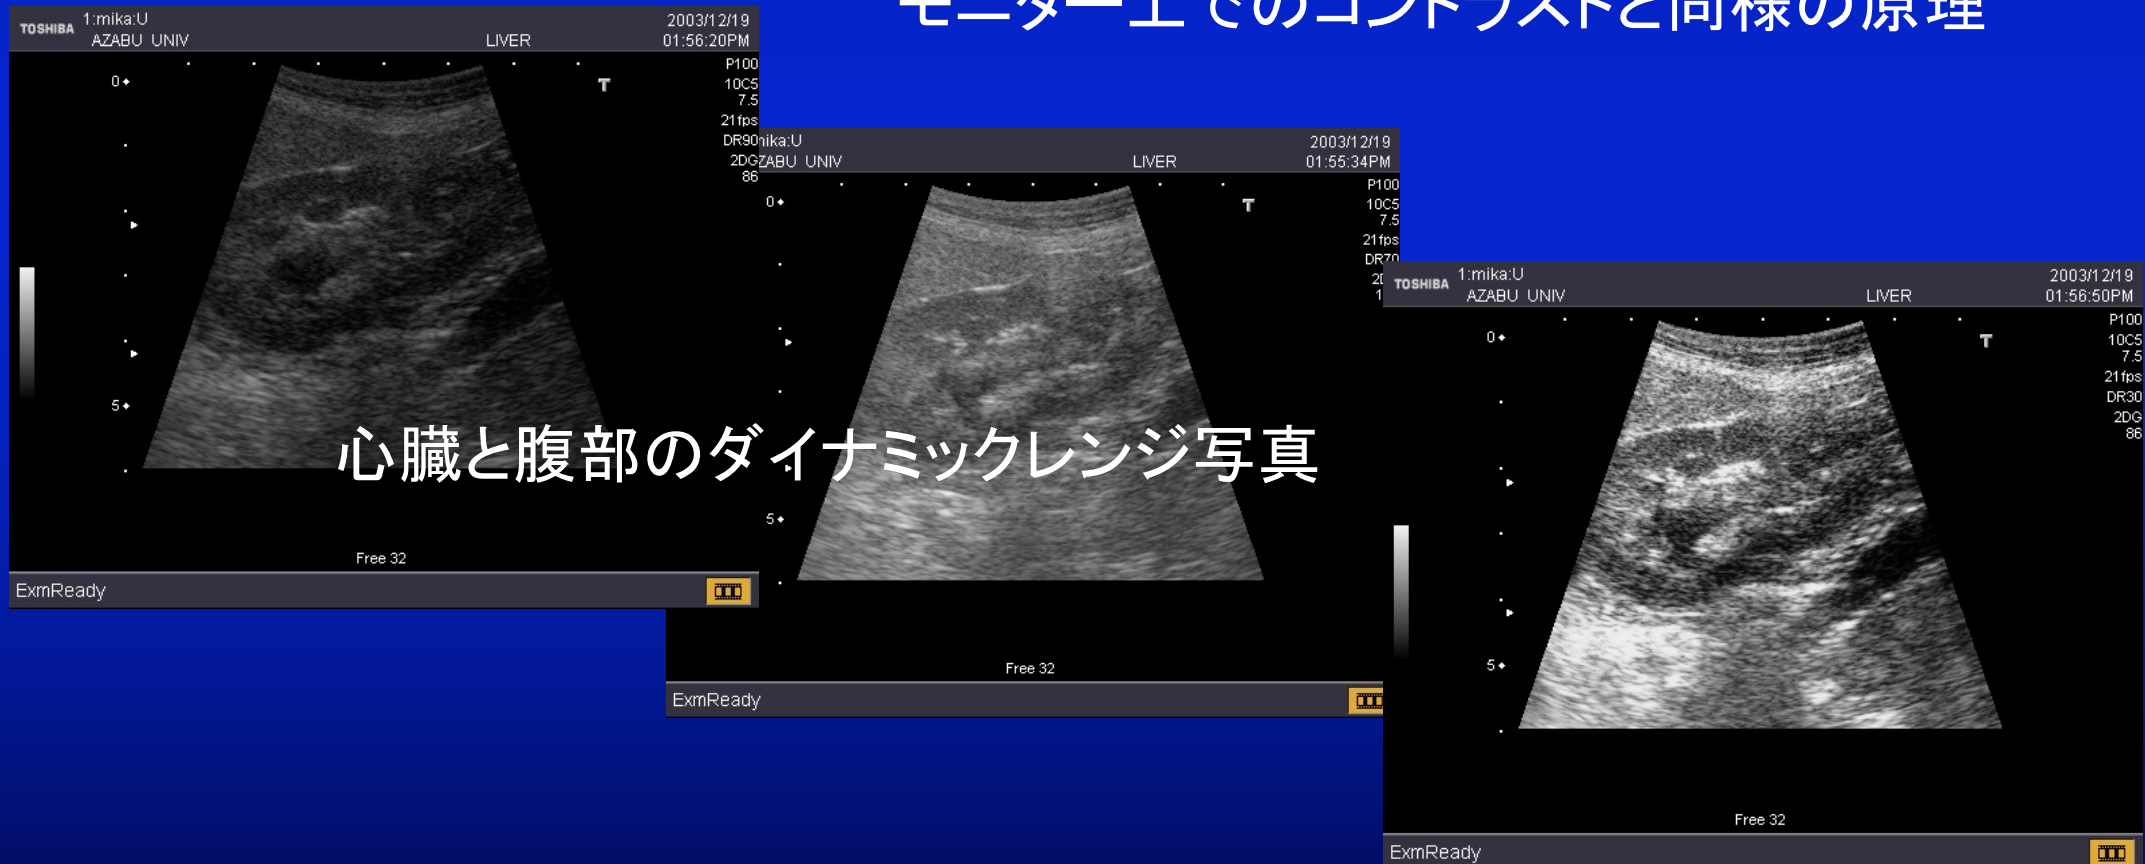 モニター上でのコントラストと同様の原理
TOSHIBA
1:mika:U
AZABU UNIV
LIVER
2003/12/19
01:56:20PM
P100
10C5
7.5
21fps
DR90
2DG
86
0
T
5
Free 32
ExmReady
mika:U
ZABU UNIV
LIVER
2003/12/19
01:55:34PM
P100
10C5
7.5
21fps
DR70
0
T
5
Free 32
ExmReady
心臓と腹部のダイナミックレンジ写真
TOSHIBA
1:mika:U
AZABU UNIV
LIVER
2003/12/19
01:56:50PM
P100
10C5
7.5
21fps
DR30
2DG
86
0
T
5
Free 32
ExmReady